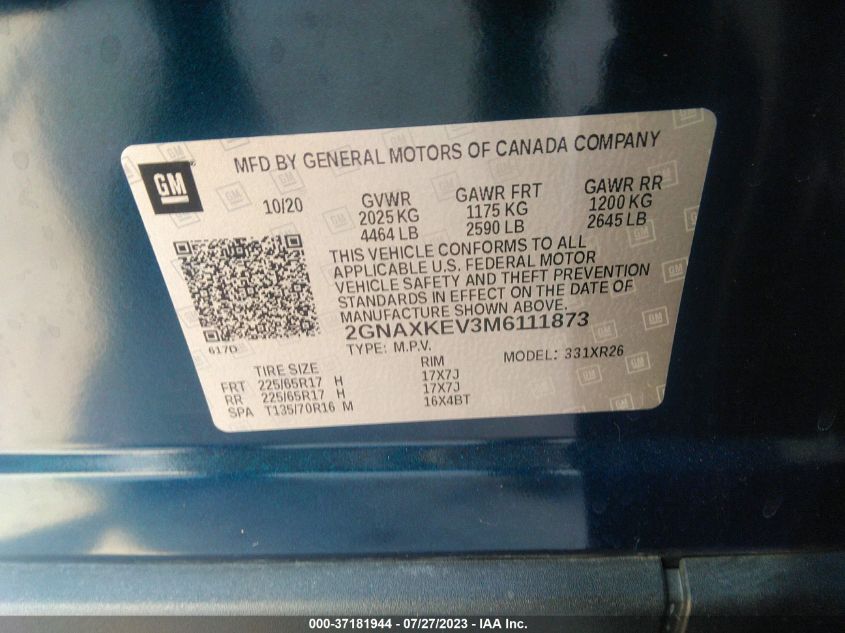 GM
MFD BY GENERAL MOTORS OF CANADA COMPANY
10/20
GVWR
2025 KG
4464 LB
GAWR FRT
1175 KG
2590 LB
GAWR RR
1200 KG
2645 LB
THIS VEHICLE CONFORMS TO ALL
APPLICABLE U.S. FEDERAL MOTOR
VEHICLE SAFETY AND THEFT PREVENTION
STANDARDS IN EFFECT ON THE DATE OF
MANUFACTURE SHOWN ABOVE.
2GNAXKEV3M6111873
617D
TYPE: M.P.V.
MODEL: 331XR26
TIRE SIZE
RIM
FRT 225/65R17 H 17X7J
RR 225/65R17 H 17X7J
SPA T135/70R16 M 16X4BT
000-37181944 / 07/27/2023 - IAA Inc.